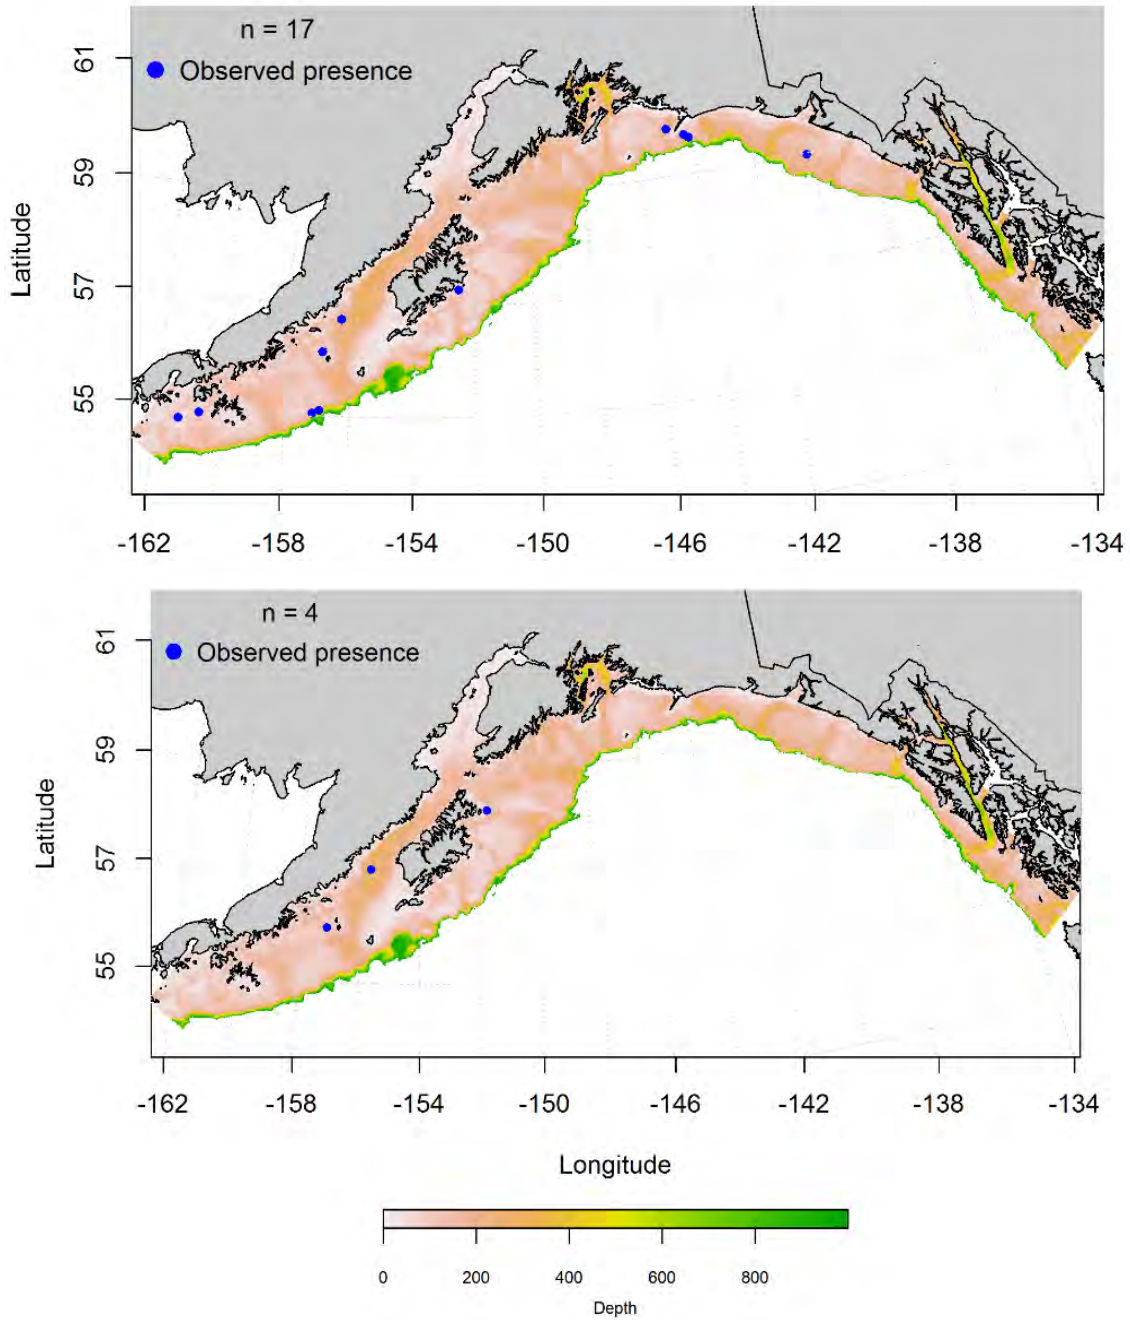 n = 17
Observed presence
61
59
57
55
Latitude
-162 -158 -154 -150 -146 -142 -138 -134
n = 4
Observed presence
61
59
57
55
Latitude
-162 -158 -154 -150 -146 -142 -138 -134
Longitude
0 200 400 600 800
Depth